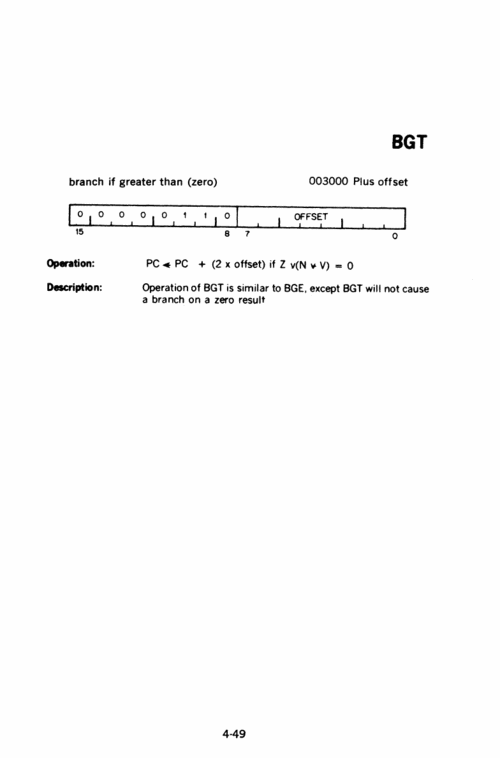 BGT
branch if greater than (zero) 003000 Plus offset
0 0 0 0 0 1 1 0 OFFSET
15 8 7 0
Operation: PC ← PC + (2 x offset) if Z v(N ⊻ V) = 0
Description: Operation of BGT is similar to BGE, except BGT will not cause
a branch on a zero result
4-49